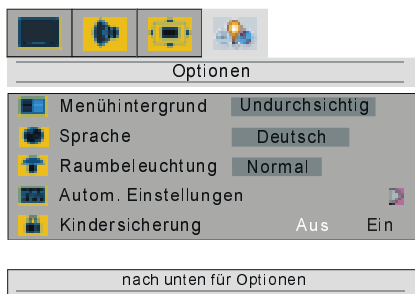 Optionen
Menühintergrund Undurchsichtig
Sprache Deutsch
Raumbeleuchtung Normal
Autom. Einstellungen
Kindersicherung Aus Ein
nach unten für Optionen